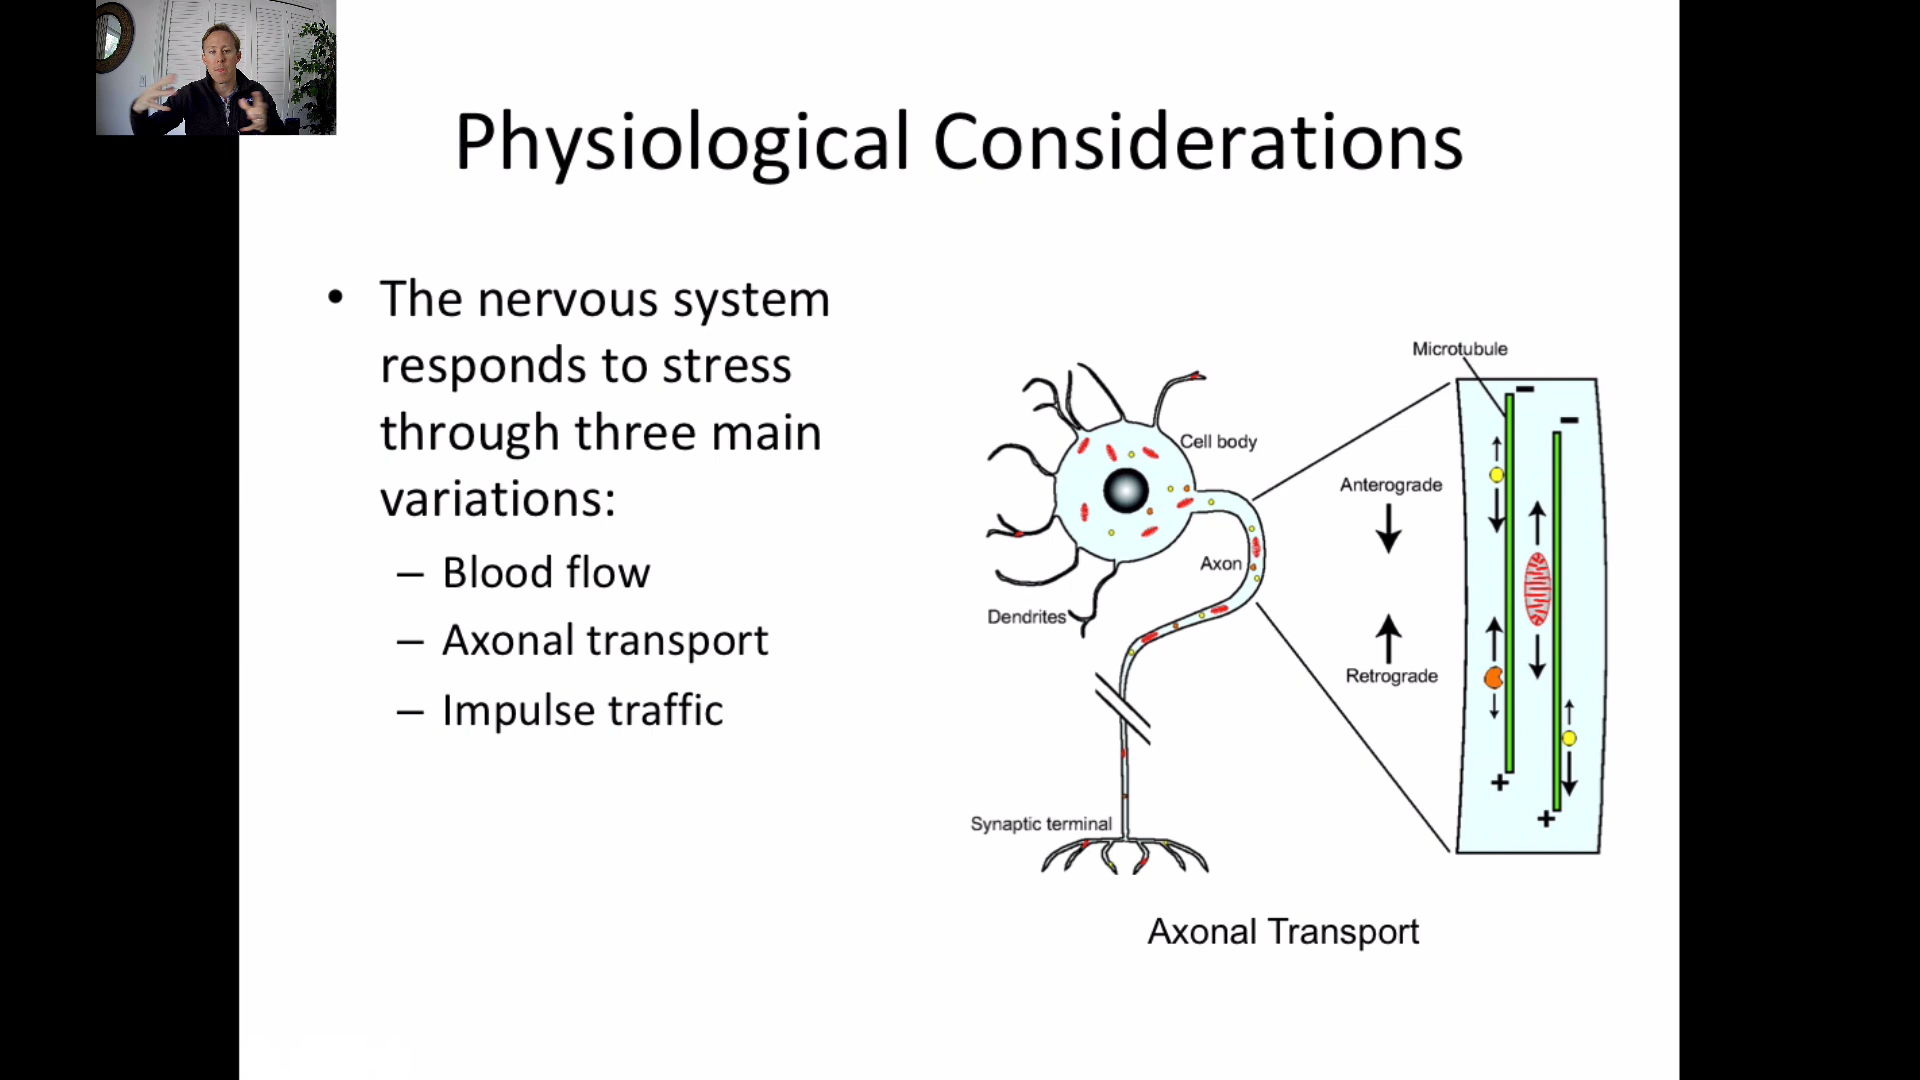 Physiological Considerations
• The nervous system
responds to stress
through three main
variations:
– Blood flow
– Axonal transport
– Impulse traffic
Microtubule
Cell body
Anterograde
Axon
Dendrites
Retrograde
Synaptic terminal
− − + +
Axonal Transport